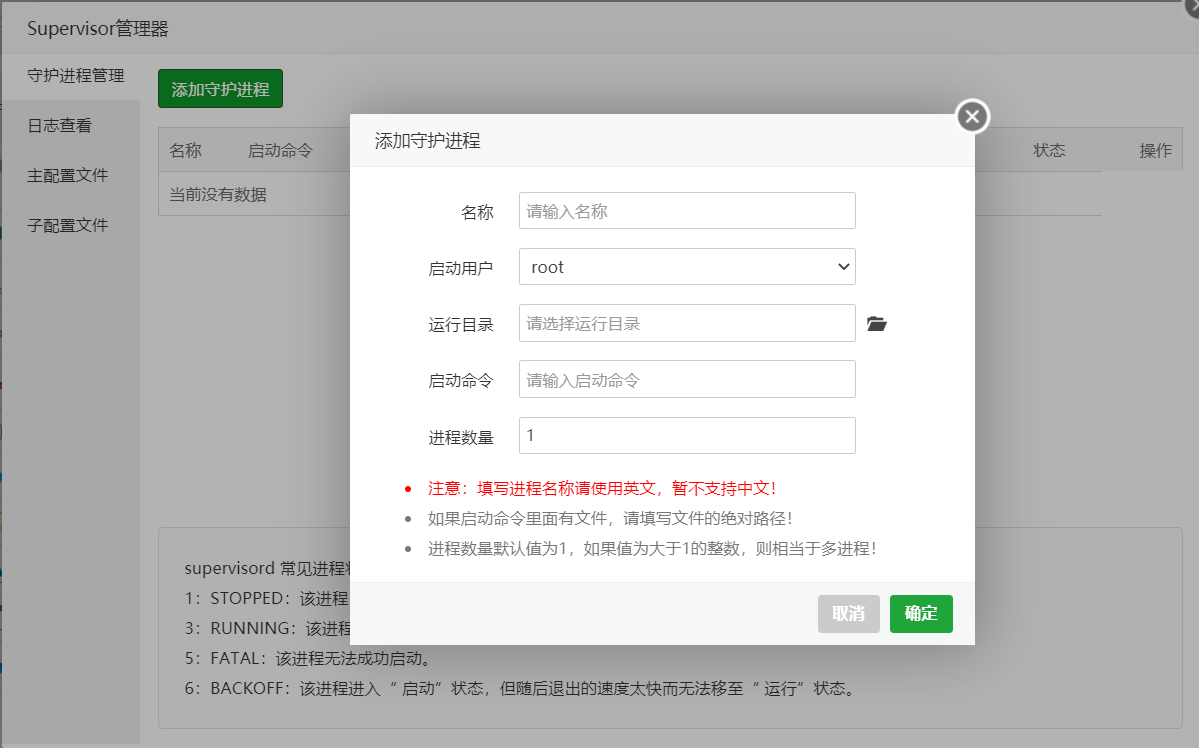 Supervisor管理器
守护进程管理
日志查看
主配置文件
子配置文件
添加守护进程
名称 启动命令 状态 操作
当前没有数据
添加守护进程
名称 请输入名称
启动用户 root
运行目录 请选择运行目录
启动命令 请输入启动命令
进程数量 1
注意：填写进程名称请使用英文，暂不支持中文！
如果启动命令里面有文件，请填写文件的绝对路径！
进程数量默认值为1，如果值为大于1的整数，则相当于多进程！
取消 确定
supervisord 常见进程
1：STOPPED：该进程
3：RUNNING：该进程
5：FATAL：该进程无法成功启动。
6：BACKOFF：该进程进入“ 启动”状态，但随后退出的速度太快而无法移至“ 运行”状态。